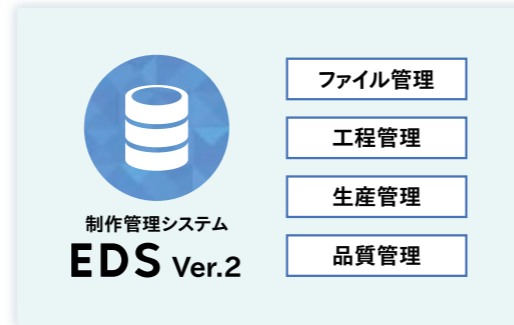 制作管理システム
EDS Ver.2
ファイル管理
工程管理
生産管理
品質管理